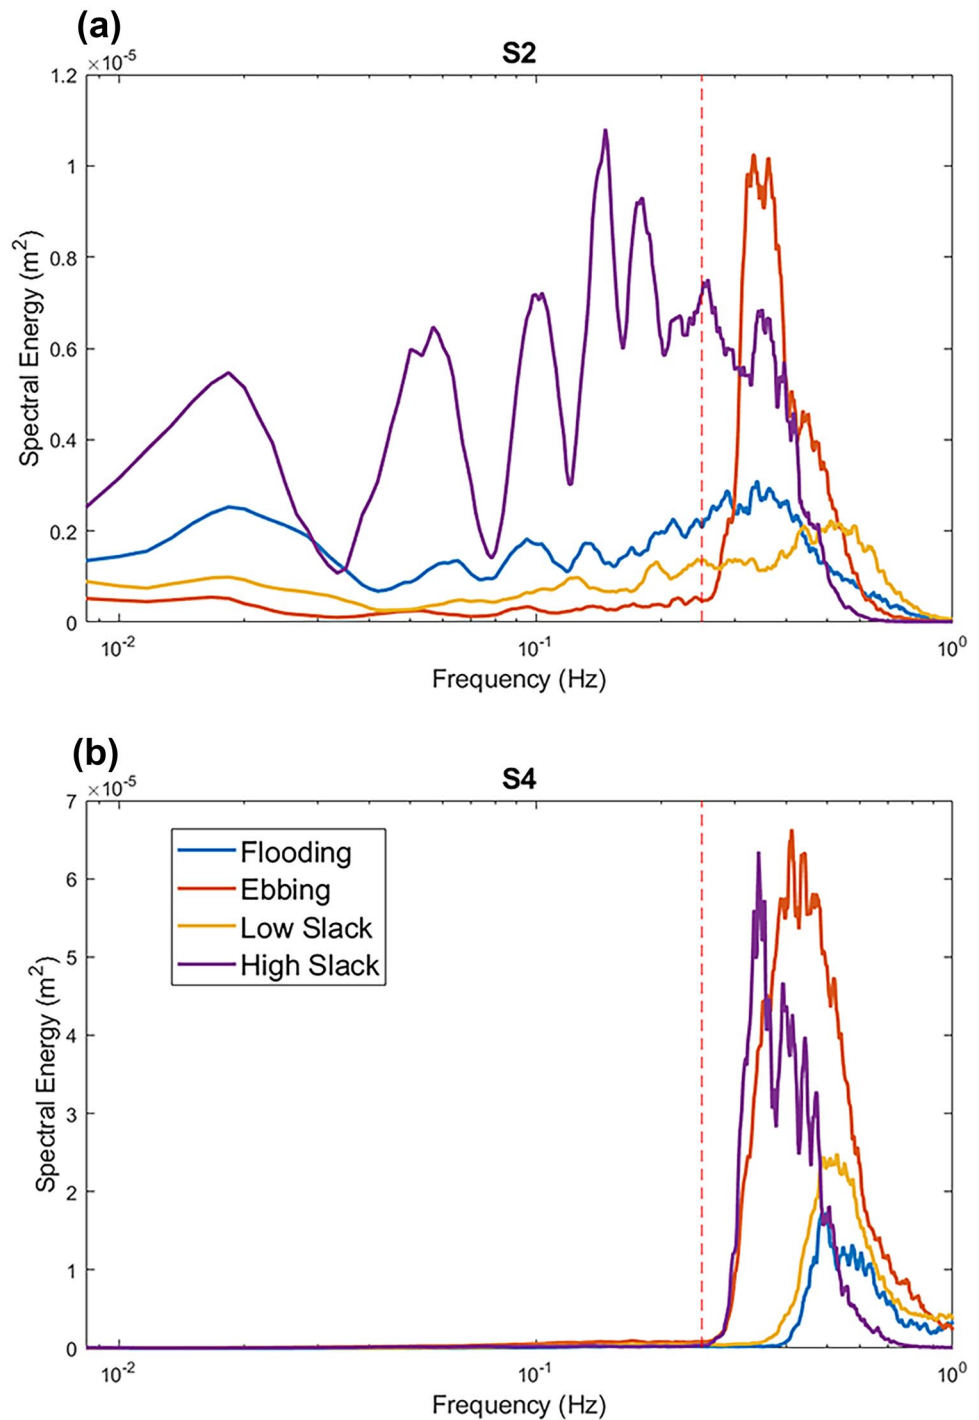 (a)
S2
×10⁻⁵
1.2
1
0.8
0.6
0.4
0.2
0
Spectral Energy (m²)
10⁻² 10⁻¹ 10⁰
Frequency (Hz)
(b)
S4
×10⁻⁵
7
6
5
4
3
2
1
0
Spectral Energy (m²)
Flooding
Ebbing
Low Slack
High Slack
10⁻² 10⁻¹ 10⁰
Frequency (Hz)